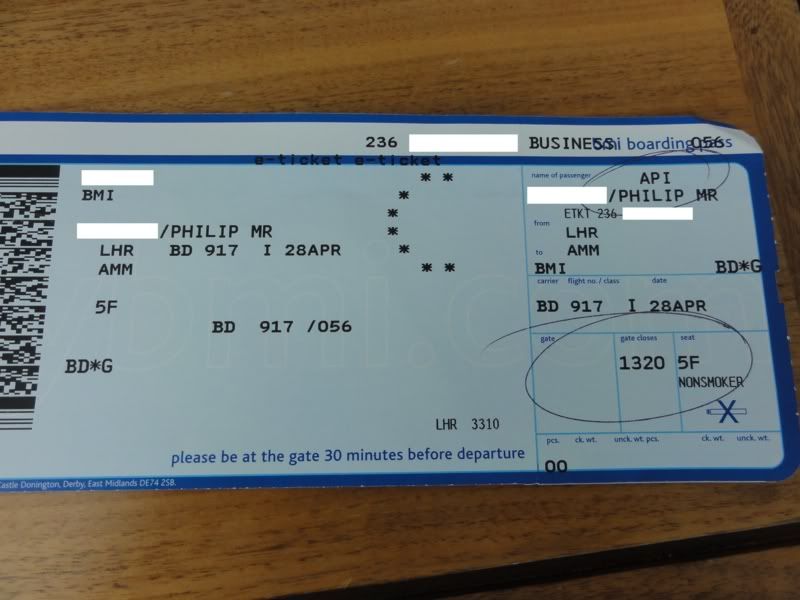 236 BUSINESS bmi boarding pass 056
e-ticket e-ticket
BMI
/PHILIP MR
LHR BD 917 I 28APR
AMM
5F
BD 917 /056
BD*G
LHR 3310
please be at the gate 30 minutes before departure
Castle Donington, Derby, East Midlands DE74 2SB.
name of passenger API
/PHILIP MR
ETKT 236
from
LHR
to AMM
BMI BD*G
carrier flight no. / class date
BD 917 I 28APR
gate gate closes seat
1320 5F
NONSMOKER
pcs. ck. wt. unck. wt. pcs. ck. wt. unck. wt.
00